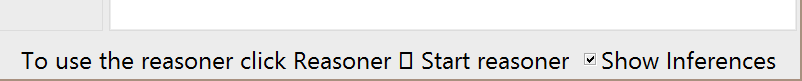 To use the reasoner click Reasoner ▯ Start reasoner Show Inferences